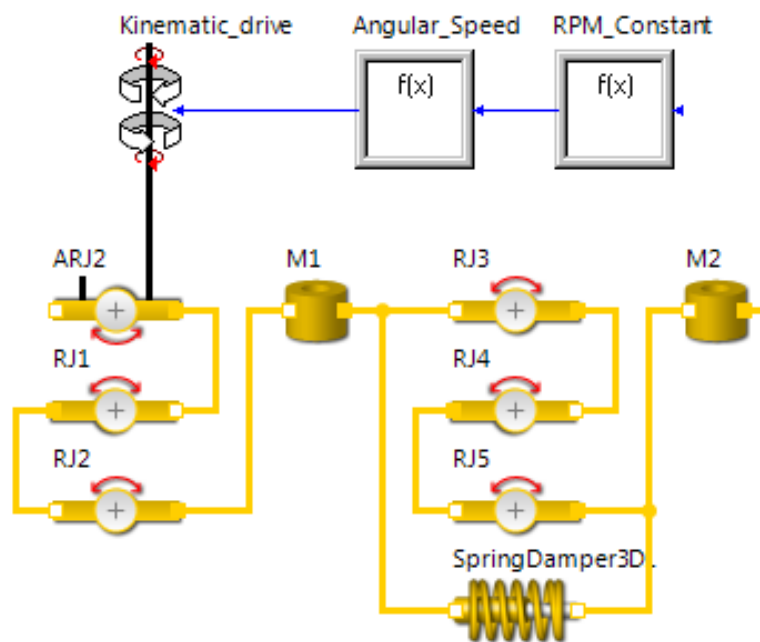 Kinematic_drive
Angular_Speed
RPM_Constant
f(x)
f(x)
ARJ2
M1
RJ3
M2
RJ1
RJ4
RJ2
RJ5
SpringDamper3D